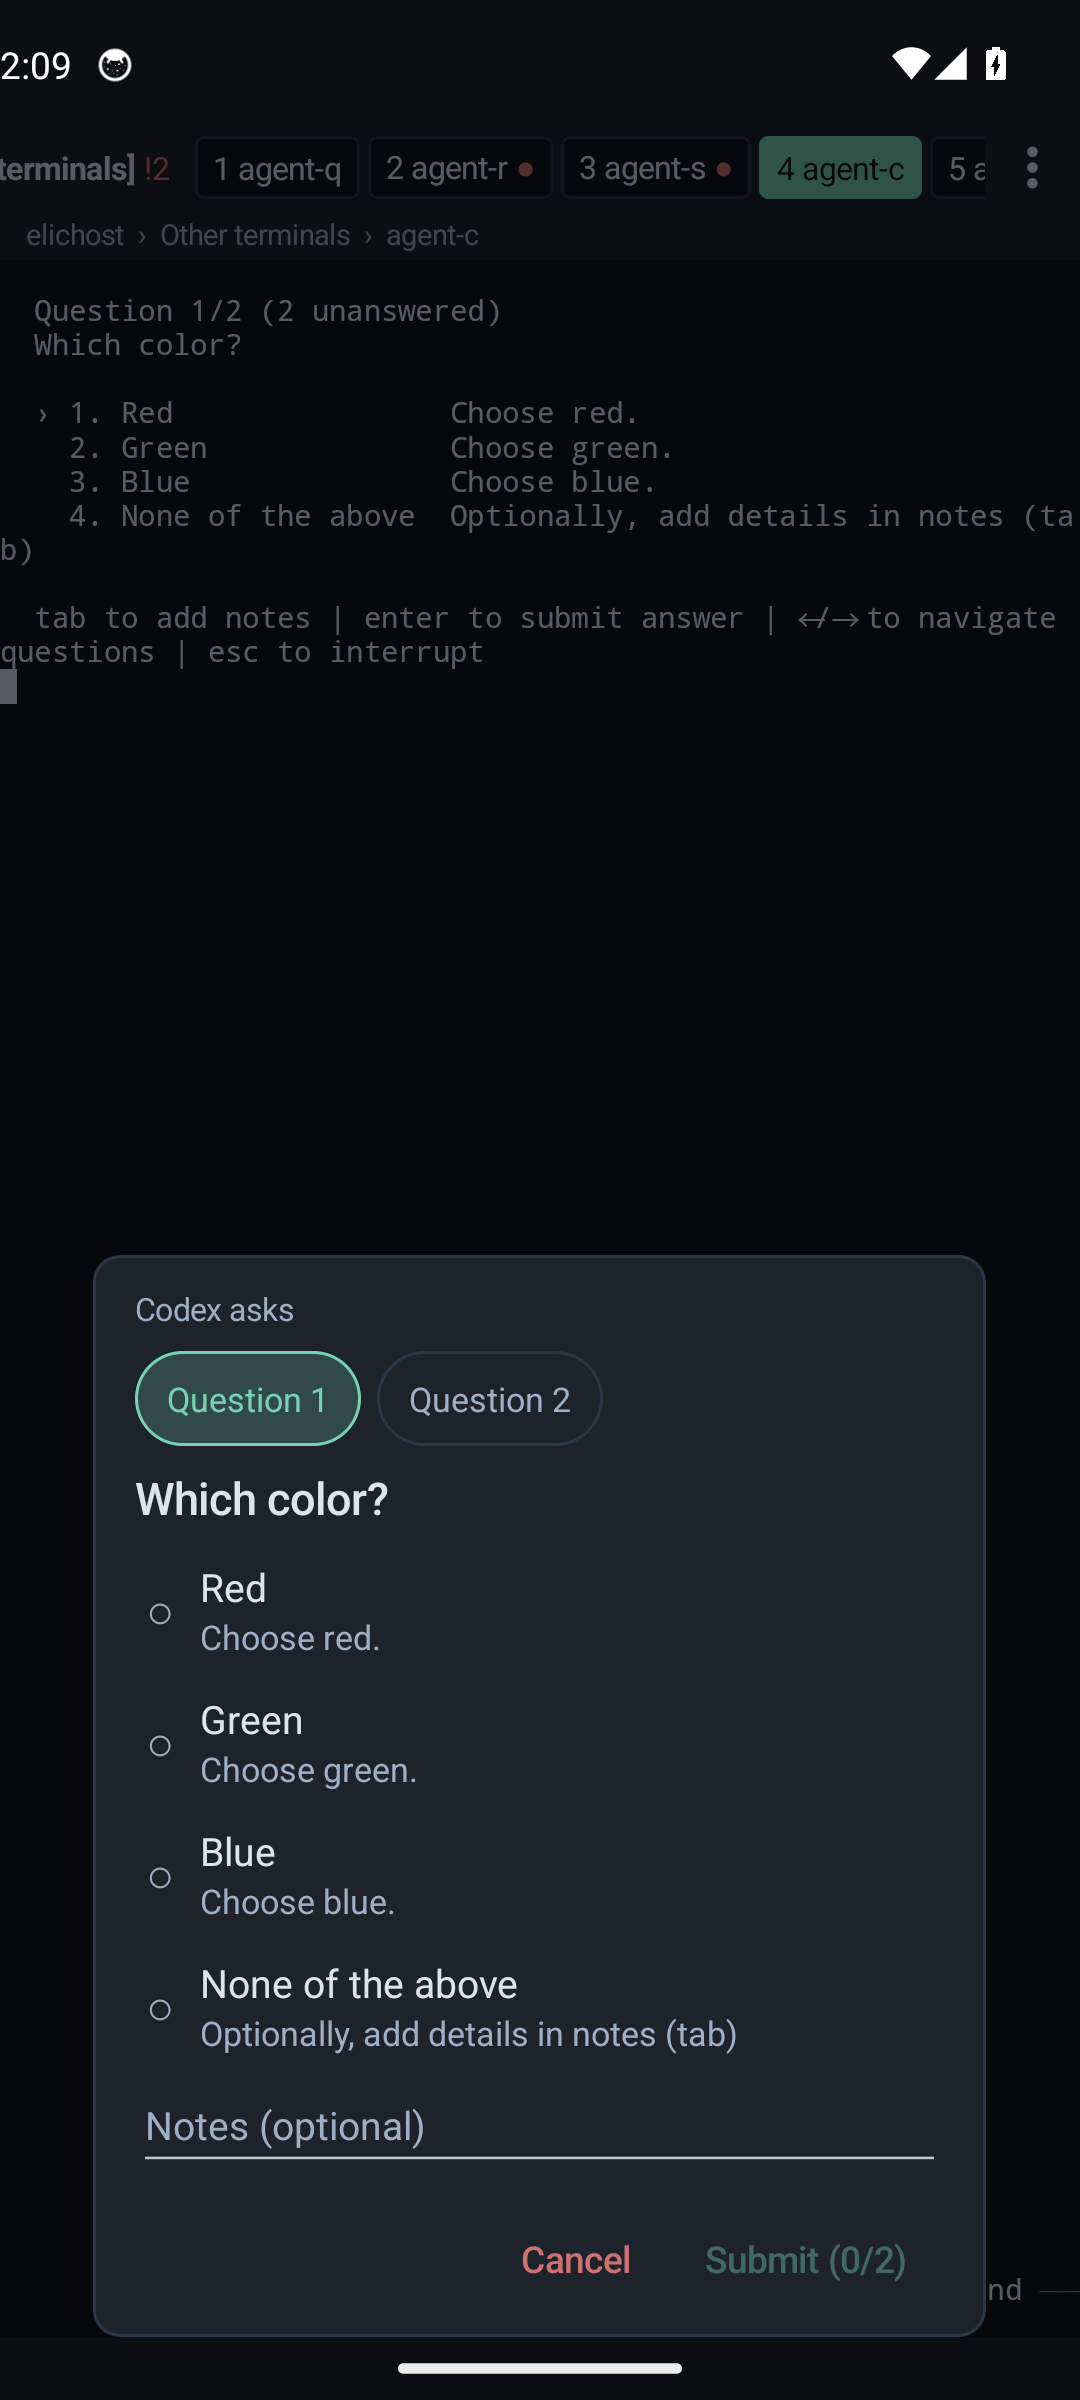 2:09
terminals] !2 1 agent-q 2 agent-r 3 agent-s 4 agent-c 5 a
elichost › Other terminals › agent-c
Question 1/2 (2 unanswered)
Which color?
› 1. Red Choose red.
2. Green Choose green.
3. Blue Choose blue.
4. None of the above Optionally, add details in notes (ta
b)
tab to add notes | enter to submit answer | ←/→ to navigate
questions | esc to interrupt
Codex asks
Question 1 Question 2
Which color?
Red
Choose red.
Green
Choose green.
Blue
Choose blue.
None of the above
Optionally, add details in notes (tab)
Notes (optional)
Cancel Submit (0/2)
nd